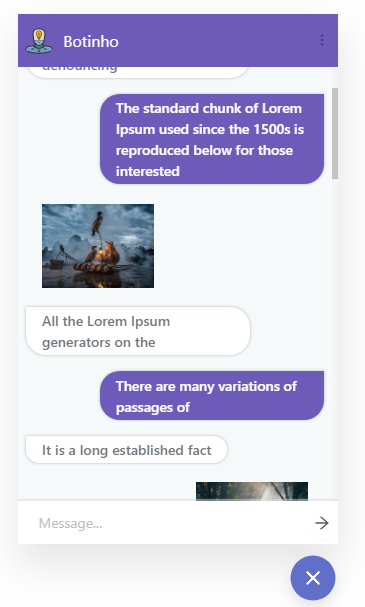 Botinho
denouncing
The standard chunk of Lorem
Ipsum used since the 1500s is
reproduced below for those
interested
All the Lorem Ipsum
generators on the
There are many variations of
passages of
It is a long established fact
Message...